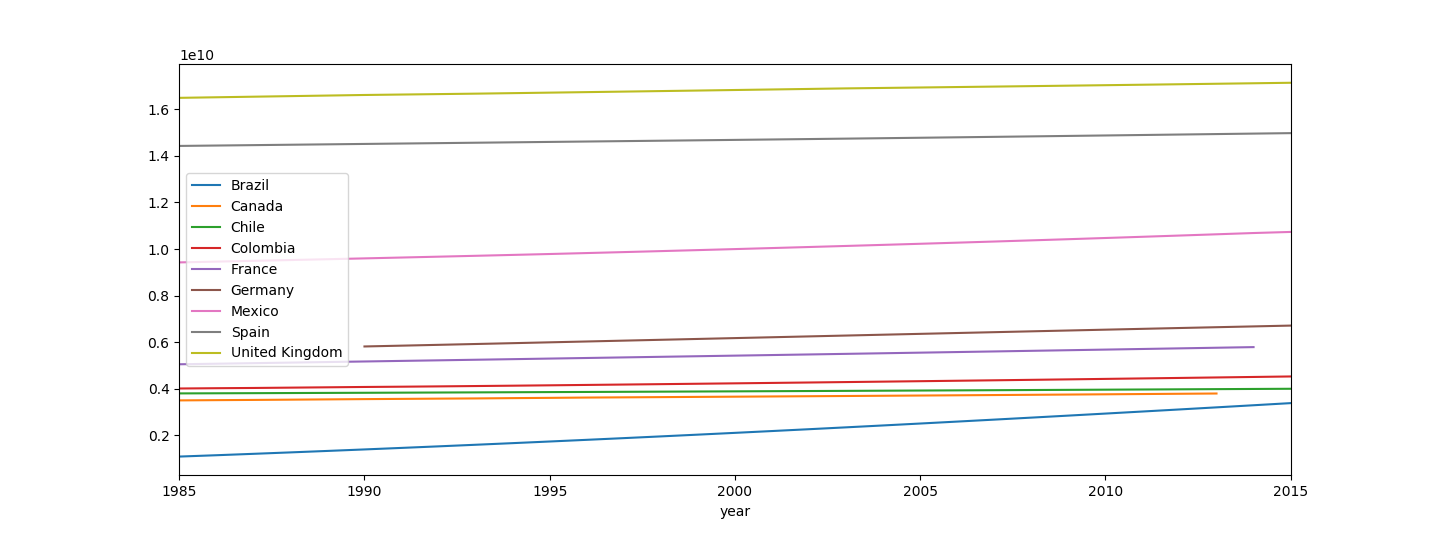 1e10
1.6
1.4
1.2
1.0
0.8
0.6
0.4
0.2
Brazil
Canada
Chile
Colombia
France
Germany
Mexico
Spain
United Kingdom
1985 1990 1995 2000 2005 2010 2015
year